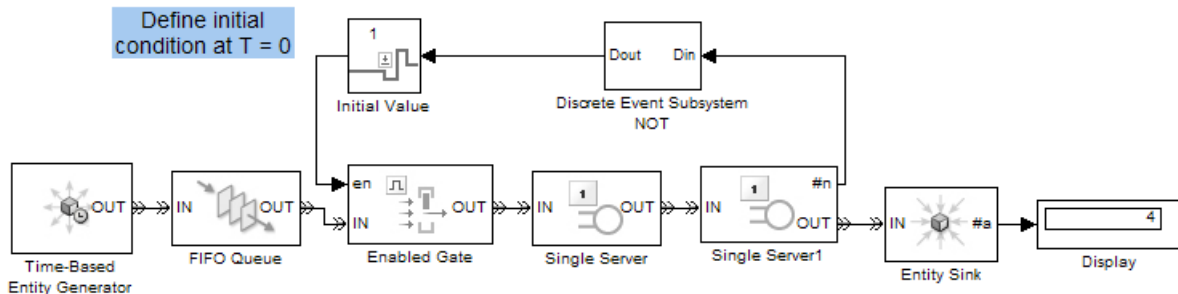 Define initial
condition at T = 0
1
Initial Value
Dout
Din
Discrete Event Subsystem
NOT
OUT
Time-Based
Entity Generator
IN
OUT
FIFO Queue
en
IN
OUT
Enabled Gate
1
IN
OUT
Single Server
1
#n
IN
OUT
Single Server1
IN
#a
Entity Sink
4
Display